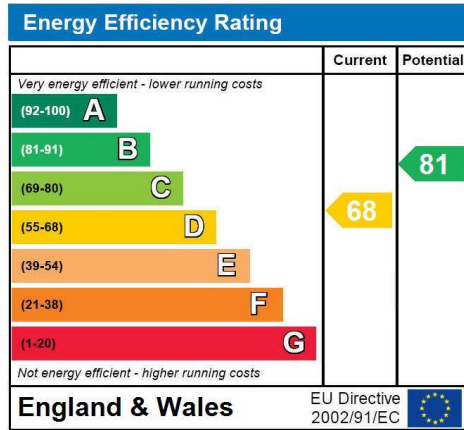 Energy Efficiency Rating
Current Potential
Very energy efficient - lower running costs
(92-100) A
(81-91) B
81
(69-80) C
68
(55-68) D
(39-54) E
(21-38) F
(1-20) G
Not energy efficient - higher running costs
England & Wales
EU Directive
2002/91/EC